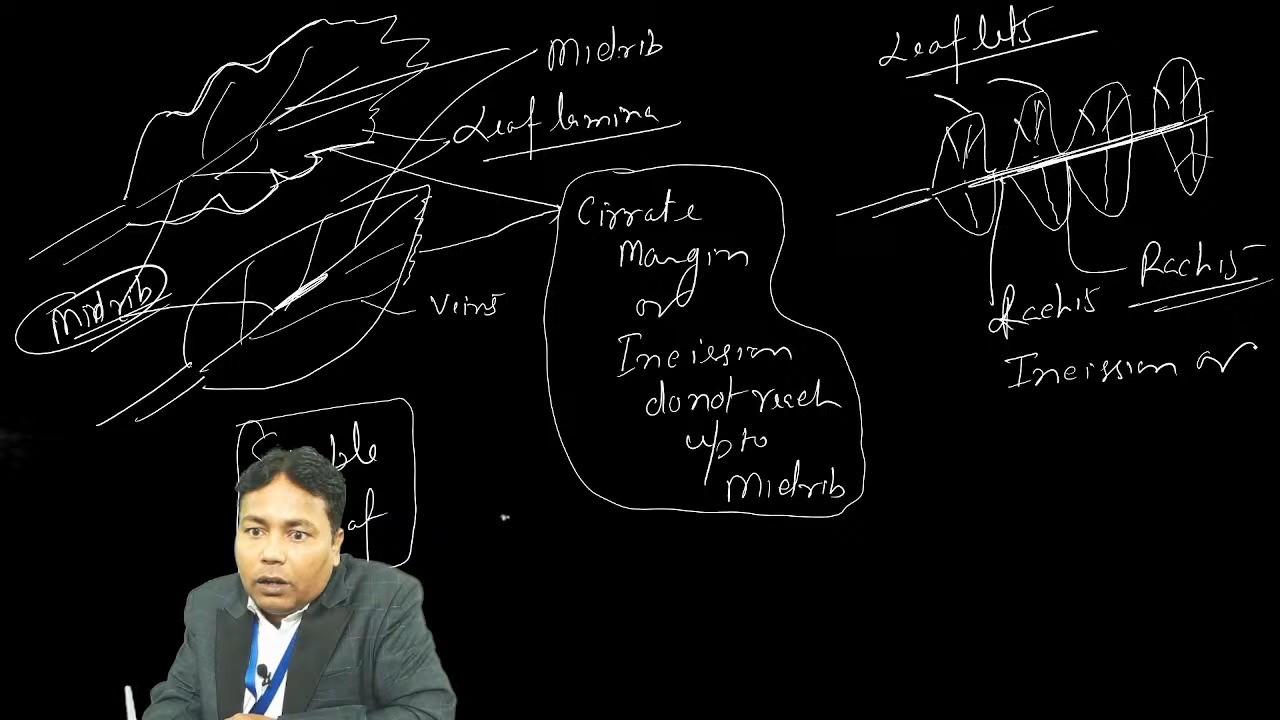 Midrib
Leaf lamina
Midrib
Veins
Cirrate
Margin
or
Incission
do not reach
upto
Midrib
Leaflets
Rachis
Rachis
Incission or